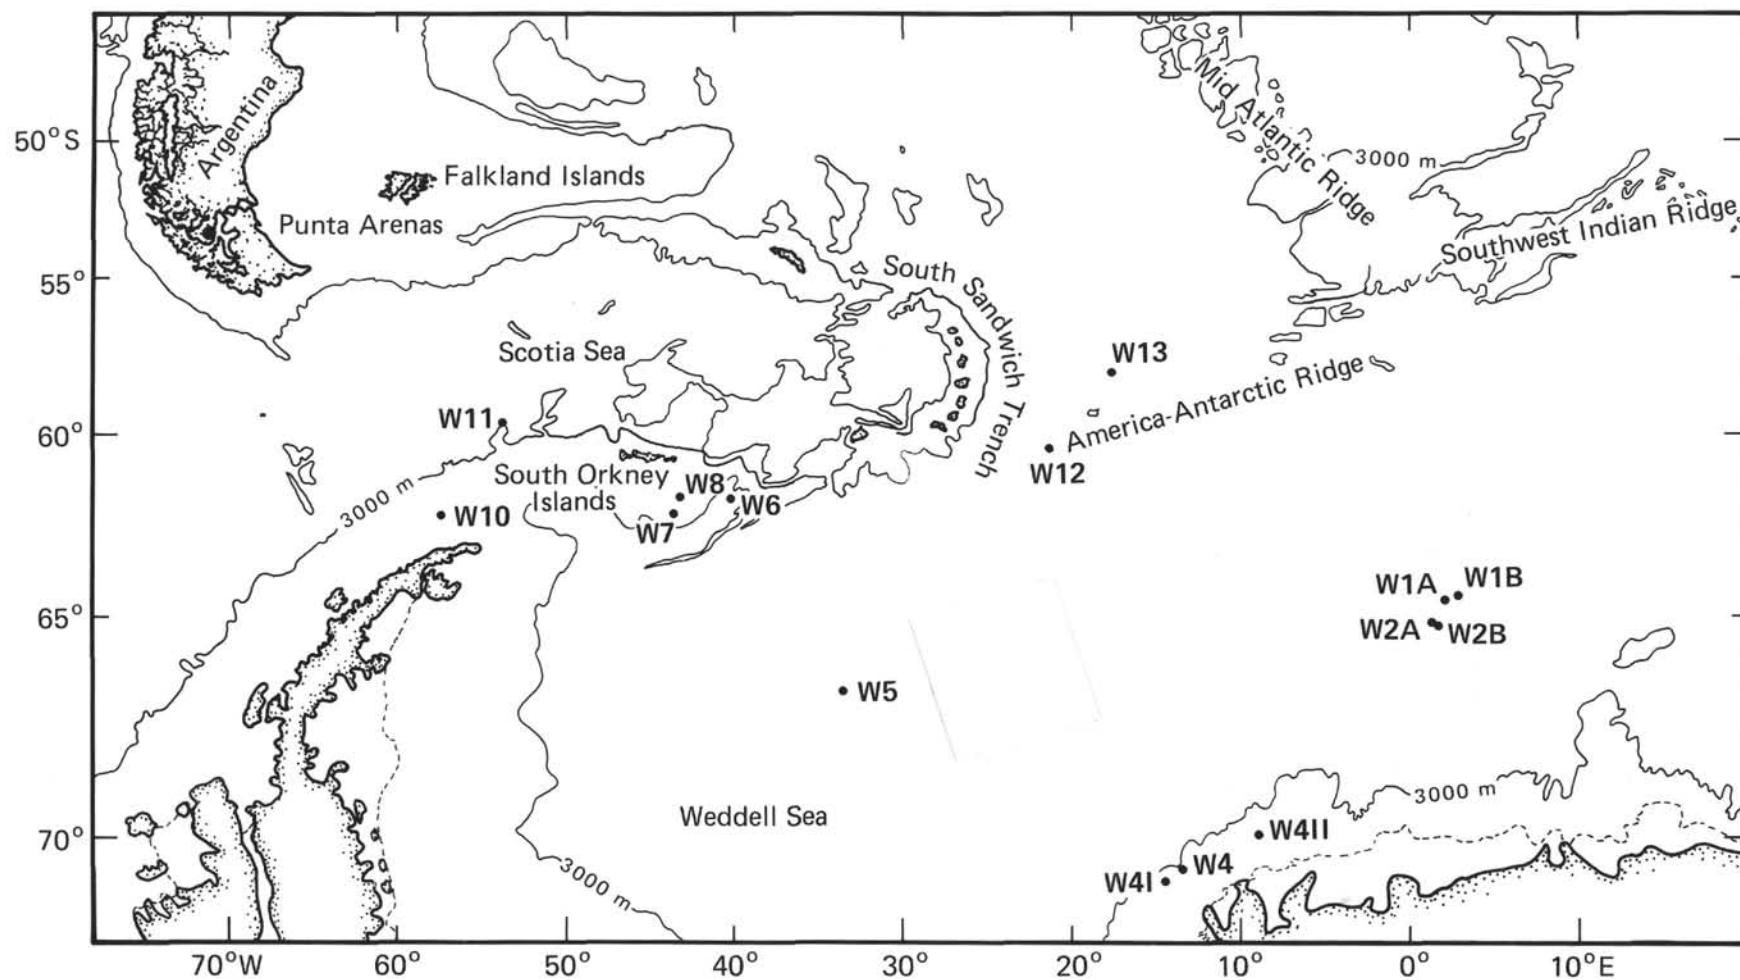 50°S
55°
60°
65°
70°
Argentina
Falkland Islands
Punta Arenas
Mid Atlantic Ridge
3000 m
Southwest Indian Ridge
South Sandwich Trench
Scotia Sea
W13
America-Antarctic Ridge
W11
W12
South Orkney
Islands
W8
W6
W7
3000 m
W10
W1A
W1B
W2A
W2B
W5
Weddell Sea
3000 m
W4II
W4
W4I
3000 m
70°W
60°
50°
40°
30°
20°
10°
0°
10°E